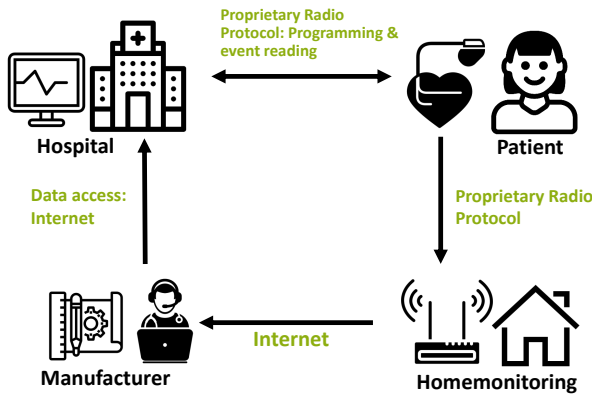 Proprietary Radio
Protocol: Programming &
event reading
Hospital
Patient
Data access:
Internet
Proprietary Radio
Protocol
Internet
Manufacturer
Homemonitoring